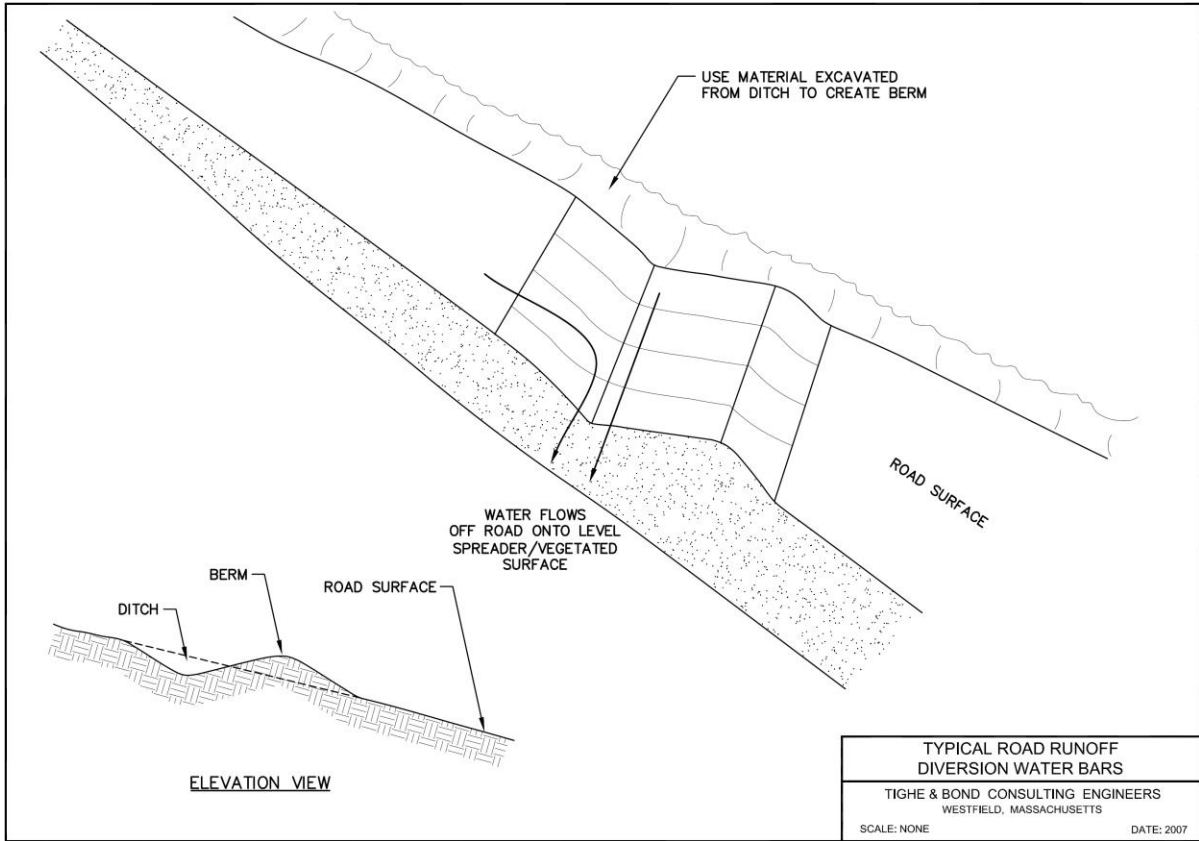 USE MATERIAL EXCAVATED
FROM DITCH TO CREATE BERM
ROAD SURFACE
WATER FLOWS
OFF ROAD ONTO LEVEL
SPREADER/VEGETATED
SURFACE
BERM
ROAD SURFACE
DITCH
ELEVATION VIEW
TYPICAL ROAD RUNOFF
DIVERSION WATER BARS
TIGHE & BOND CONSULTING ENGINEERS
WESTFIELD, MASSACHUSETTS
SCALE: NONE DATE: 2007